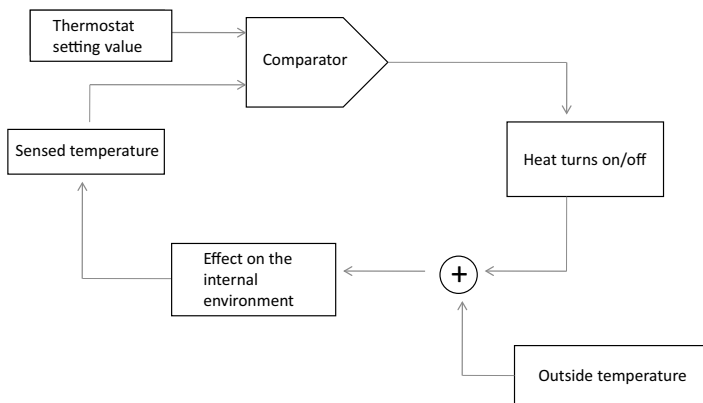 Thermostat
setting value
Comparator
Sensed temperature
Heat turns on/off
Effect on the
internal
environment
+
Outside temperature